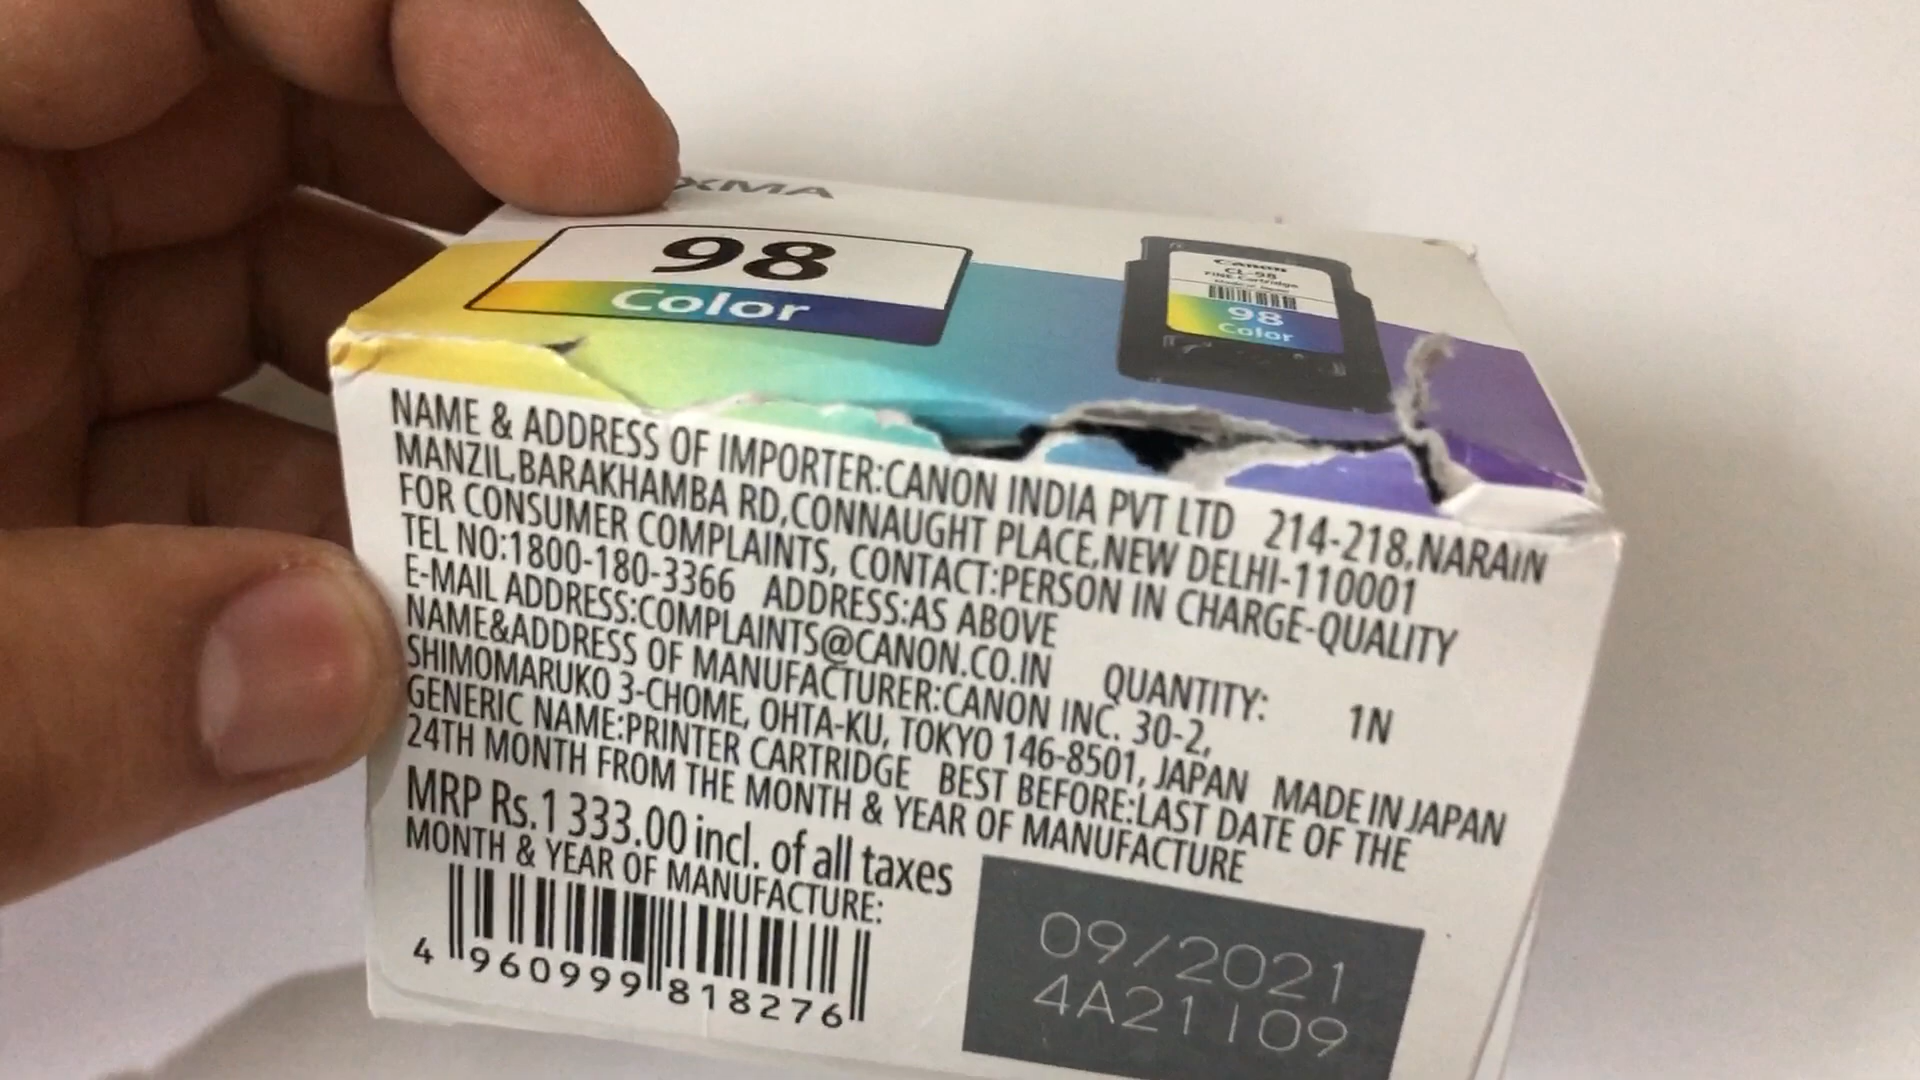 XMA
98
Color
Canon
CL-98
FINE Cartridge
98
Color
NAME & ADDRESS OF IMPORTER:CANON INDIA PVT LTD 214-218,NARAIN
MANZIL,BARAKHAMBA RD,CONNAUGHT PLACE,NEW DELHI-110001
FOR CONSUMER COMPLAINTS, CONTACT:PERSON IN CHARGE-QUALITY
TEL NO:1800-180-3366 ADDRESS:AS ABOVE
E-MAIL ADDRESS:COMPLAINTS@CANON.CO.IN QUANTITY: 1N
NAME&ADDRESS OF MANUFACTURER:CANON INC. 30-2,
SHIMOMARUKO 3-CHOME, OHTA-KU, TOKYO 146-8501, JAPAN MADE IN JAPAN
GENERIC NAME:PRINTER CARTRIDGE BEST BEFORE:LAST DATE OF THE
24TH MONTH FROM THE MONTH & YEAR OF MANUFACTURE
MRP Rs.1 333.00 incl. of all taxes
MONTH & YEAR OF MANUFACTURE:
09/2021
4A21109
4 960999 818276